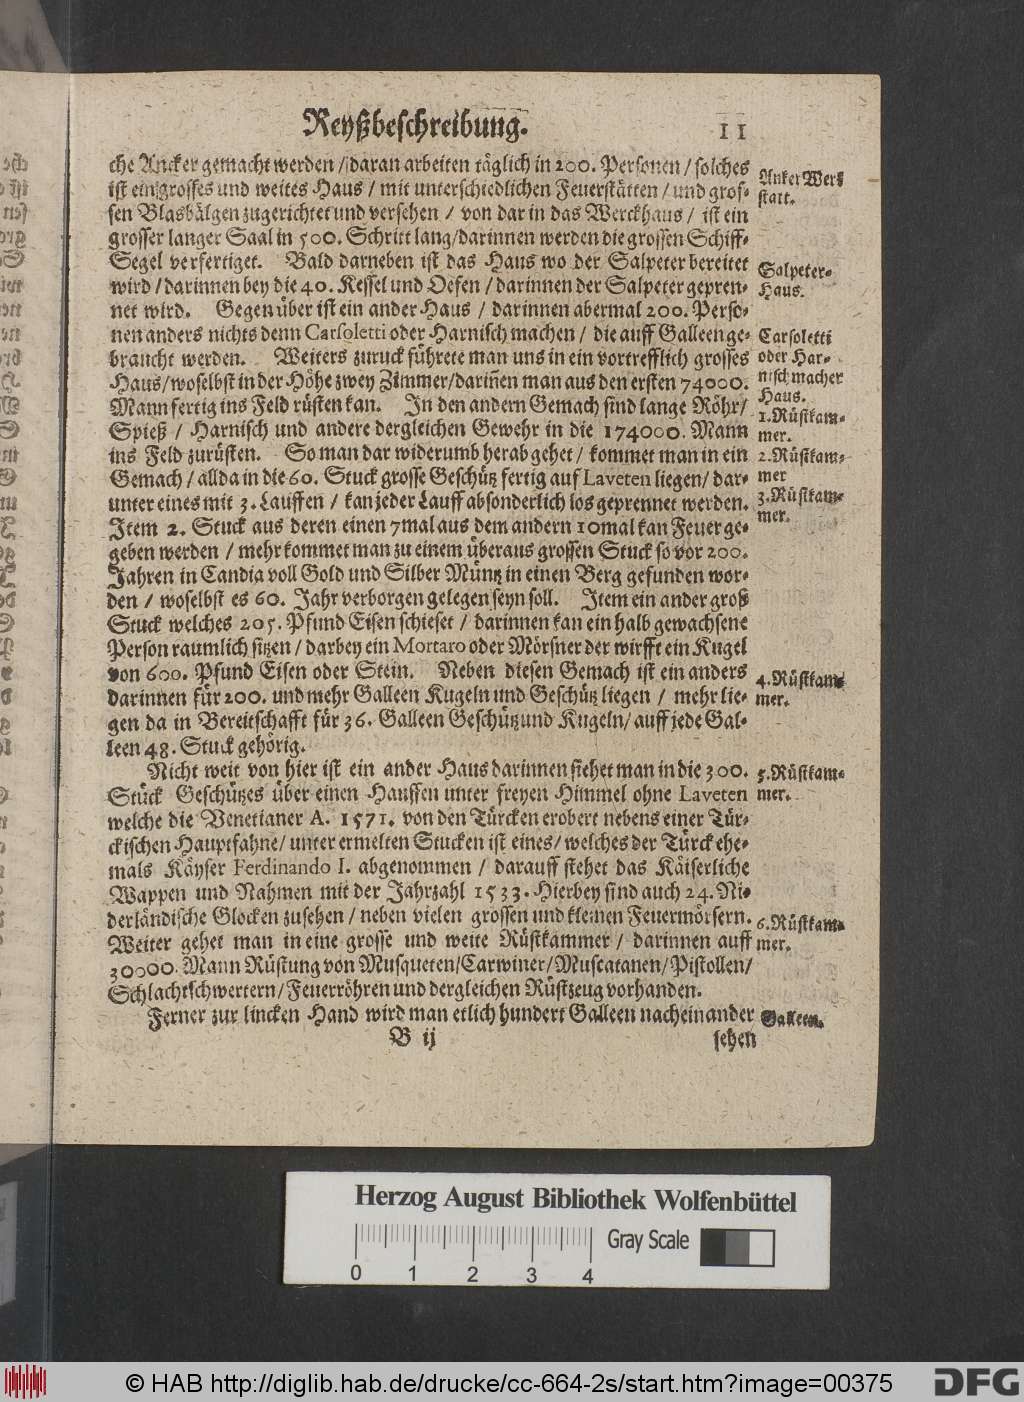 Reyßbeschreibung. 11
che Ancker gemacht werden / daran arbeiten täglich in 200. Personen / solches
ist ein grosses und weites Haus / mit unterschiedlichen Feuerstätten / und gros-
sen Blasbälgen zugerichtet und versehen / von dar in das Werckhaus / ist ein
grosser langer Saal in 500. Schritt lang/darinnen werden die grossen Schiff-
Segel verfertiget. Bald darneben ist das Haus wo der Salpeter bereitet
wird / darinnen bey die 40. Kessel und Oefen / darinnen der Salpeter gepren-
net wird. Gegen über ist ein ander Haus / darinnen abermal 200. Perso-
nen anders nichts denn Carsoletti oder Harnisch machen / die auff Galleen ge-
braucht werden. Weiters zuruck führete man uns in ein vortrefflich grosses
Haus/woselbst in der Höhe zwey Zimmer/dariñen man aus den ersten 74000.
Mann fertig ins Feld rüsten kan. In den andern Gemach sind lange Röhr/
Spieß / Harnisch und andere dergleichen Gewehr in die 174000. Mann
ins Feld zurüsten. So man dar widerumb herab gehet / kommet man in ein
Gemach / allda in die 60. Stuck grosse Geschütz fertig auf Laveten liegen / dar-
unter eines mit 3. Lauffen / kan jeder Lauff absonderlich los geprennet werden.
Item 2. Stuck aus deren einen 7mal aus dem andern 10mal kan Feuer ge-
geben werden / mehr kommet man zu einem überaus grossen Stuck so vor 200.
Jahren in Candia voll Gold und Silber Müntz in einen Berg gefunden wor-
den / woselbst es 60. Jahr verborgen gelegen seyn soll. Item ein ander groß
Stuck welches 205. Pfund Eisen schieset / darinnen kan ein halb gewachsene
Person raumlich sitzen / darbey ein Mortaro oder Mörsner der wirfft ein Kugel
von 600. Pfund Eisen oder Stein. Neben diesen Gemach ist ein anders
darinnen für 200. und mehr Galleen Kugeln und Geschütz liegen / mehr lie-
gen da in Bereitschafft für 36. Galleen Geschütz und Kugeln/ auff jede Gal-
leen 48. Stuck gehörig.
Nicht weit von hier ist ein ander Haus darinnen stehet man in die 300.
Stück Geschützes über einen Hauffen unter freyen Himmel ohne Laveten
welche die Venetianer A. 1571. von den Türcken erobert nebens einer Tür-
ckischen Hauptfahne/ unter ermelten Stucken ist eines/ welches der Türck ehe-
mals Käyser Ferdinando I. abgenommen / darauff stehet das Käiserliche
Wappen und Nahmen mit der Jahrzahl 1533. Hierbey sind auch 24. Ni-
derländische Glocken zusehen / neben vielen grossen und kleinen Feuermörsern.
Weiter gehet man in eine grosse und weite Rüstkammer / darinnen auff
30000. Mann Rüstung von Musqueten/Carwiner/Muscatanen/Pistollen/
Schlachtschwertern/Feuerröhren und dergleichen Rüstzeug vorhanden.
Ferner zur lincken Hand wird man etlich hundert Galleen nacheinander
B ij sehen
Anker Werk
statt.
Salpeter-
Haus.
Carsoletti
oder Har-
nisch macher
Haus.
1. Rüstkam-
mer.
2. Rüstkam-
mer
3. Rüstkam-
mer.
4. Rüstkam-
mer.
5. Rüstkam-
mer.
6. Rüstkam-
mer.
Galleen.
Herzog August Bibliothek Wolfenbüttel
0 1 2 3 4
Gray Scale
© HAB http://diglib.hab.de/drucke/cc-664-2s/start.htm?image=00375
DFG